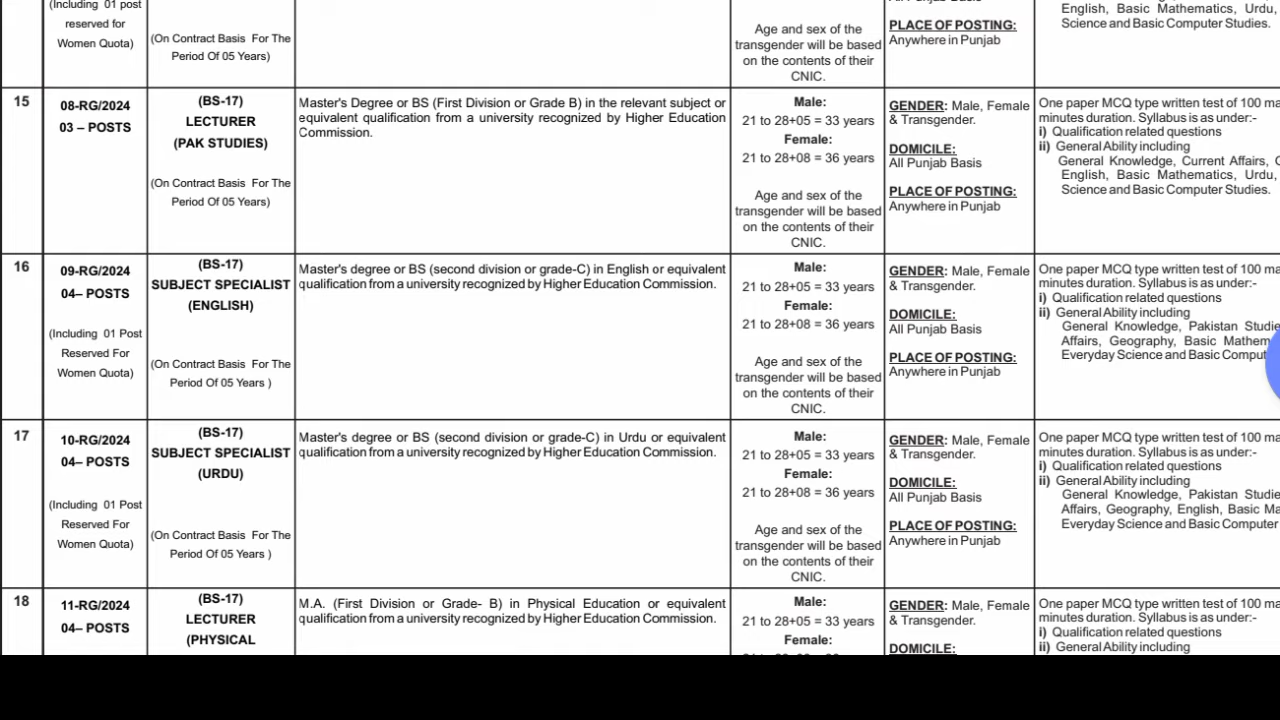 (Including 01 post
reserved for
Women Quota)
(On Contract Basis For The
Period Of 05 Years)
Age and sex of the
transgender will be based
on the contents of their
CNIC.
PLACE OF POSTING:
Anywhere in Punjab
English, Basic Mathematics, Urdu,
Science and Basic Computer Studies.
15
08-RG/2024
03 – POSTS
(BS-17)
LECTURER
(PAK STUDIES)
(On Contract Basis For The
Period Of 05 Years)
Master's Degree or BS (First Division or Grade B) in the relevant subject or
equivalent qualification from a university recognized by Higher Education
Commission.
Male:
21 to 28+05 = 33 years
Female:
21 to 28+08 = 36 years
Age and sex of the
transgender will be based
on the contents of their
CNIC.
GENDER: Male, Female
& Transgender.
DOMICILE:
All Punjab Basis
PLACE OF POSTING:
Anywhere in Punjab
One paper MCQ type written test of 100
minutes duration. Syllabus is as under:-
i) Qualification related questions
ii) General Ability including
General Knowledge, Current Affairs,
English, Basic Mathematics, Urdu,
Science and Basic Computer Studies.
16
09-RG/2024
04– POSTS
(Including 01 Post
Reserved For
Women Quota)
(BS-17)
SUBJECT SPECIALIST
(ENGLISH)
(On Contract Basis For The
Period Of 05 Years )
Master's degree or BS (second division or grade-C) in English or equivalent
qualification from a university recognized by Higher Education Commission.
Male:
21 to 28+05 = 33 years
Female:
21 to 28+08 = 36 years
Age and sex of the
transgender will be based
on the contents of their
CNIC.
GENDER: Male, Female
& Transgender.
DOMICILE:
All Punjab Basis
PLACE OF POSTING:
Anywhere in Punjab
One paper MCQ type written test of 100
minutes duration. Syllabus is as under:-
i) Qualification related questions
ii) General Ability including
General Knowledge, Pakistan
Affairs, Geography, Basic
Everyday Science and Basic
17
10-RG/2024
04– POSTS
(Including 01 Post
Reserved For
Women Quota)
(BS-17)
SUBJECT SPECIALIST
(URDU)
(On Contract Basis For The
Period Of 05 Years )
Master's degree or BS (second division or grade-C) in Urdu or equivalent
qualification from a university recognized by Higher Education Commission.
Male:
21 to 28+05 = 33 years
Female:
21 to 28+08 = 36 years
Age and sex of the
transgender will be based
on the contents of their
CNIC.
GENDER: Male, Female
& Transgender.
DOMICILE:
All Punjab Basis
PLACE OF POSTING:
Anywhere in Punjab
One paper MCQ type written test of 100
minutes duration. Syllabus is as under:-
i) Qualification related questions
ii) General Ability including
General Knowledge, Pakistan
Affairs, Geography, English, Basic
Everyday Science and Basic Computer
18
11-RG/2024
04– POSTS
(BS-17)
LECTURER
(PHYSICAL
M.A. (First Division or Grade- B) in Physical Education or equivalent
qualification from a university recognized by Higher Education Commission.
Male:
21 to 28+05 = 33 years
Female:
GENDER: Male, Female
& Transgender.
DOMICILE:
One paper MCQ type written test of 100
minutes duration. Syllabus is as under:-
i) Qualification related questions
ii) General Ability including